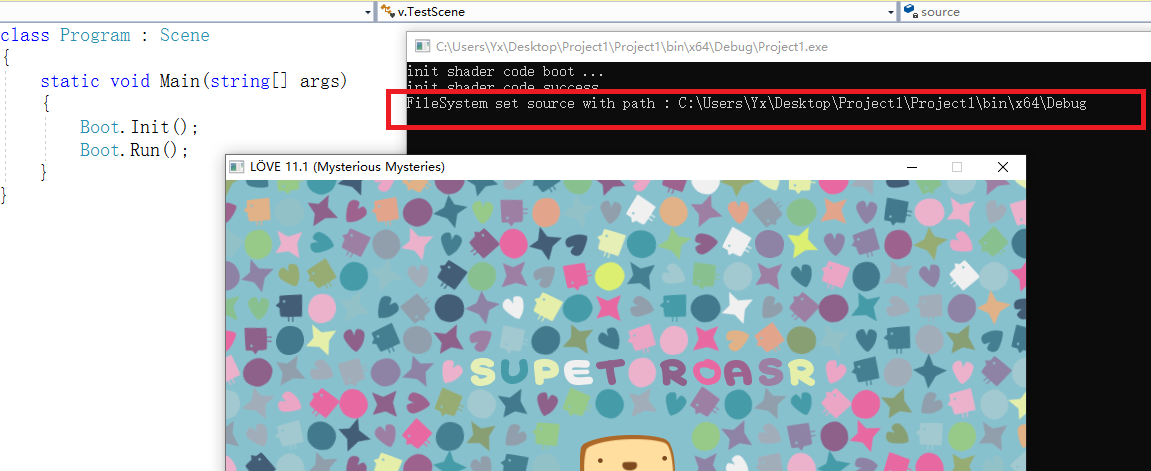 v.TestScene
source
class Program : Scene
{
static void Main(string[] args)
{
Boot.Init();
Boot.Run();
}
}
C:\Users\Yx\Desktop\Project1\Project1\bin\x64\Debug\Project1.exe
init shader code boot ...
init shader code success
FileSystem set source with path : C:\Users\Yx\Desktop\Project1\Project1\bin\x64\Debug
LÖVE 11.1 (Mysterious Mysteries)
SUPETOROASR